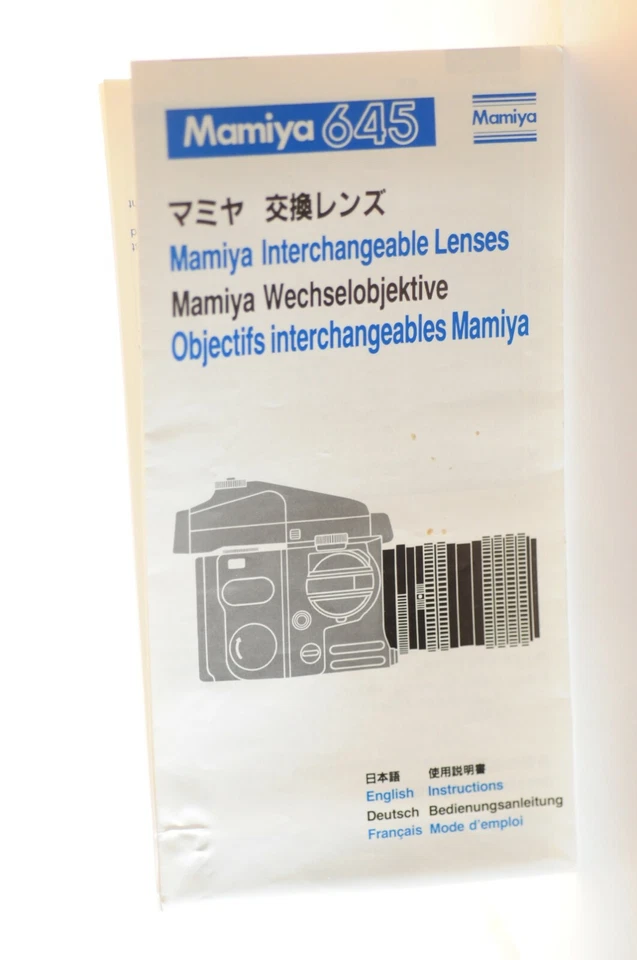 Mamiya 645
Mamiya
マミヤ 交換レンズ
Mamiya Interchangeable Lenses
Mamiya Wechselobjektive
Objectifs interchangeables Mamiya
日本語 使用説明書
English Instructions
Deutsch Bedienungsanleitung
Français Mode d'emploi